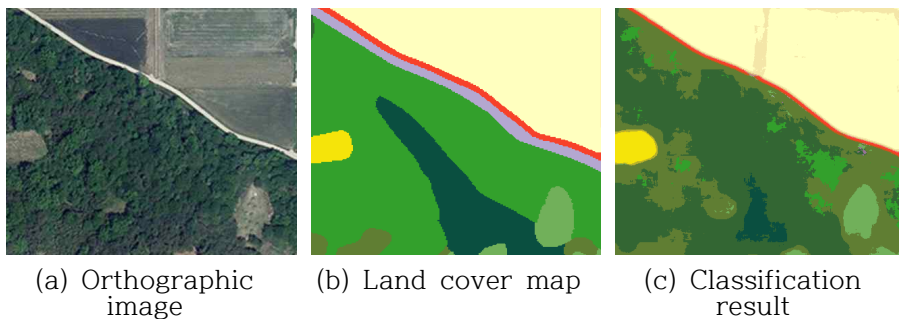 (a) Orthographic
image
(b) Land cover map
(c) Classification
result